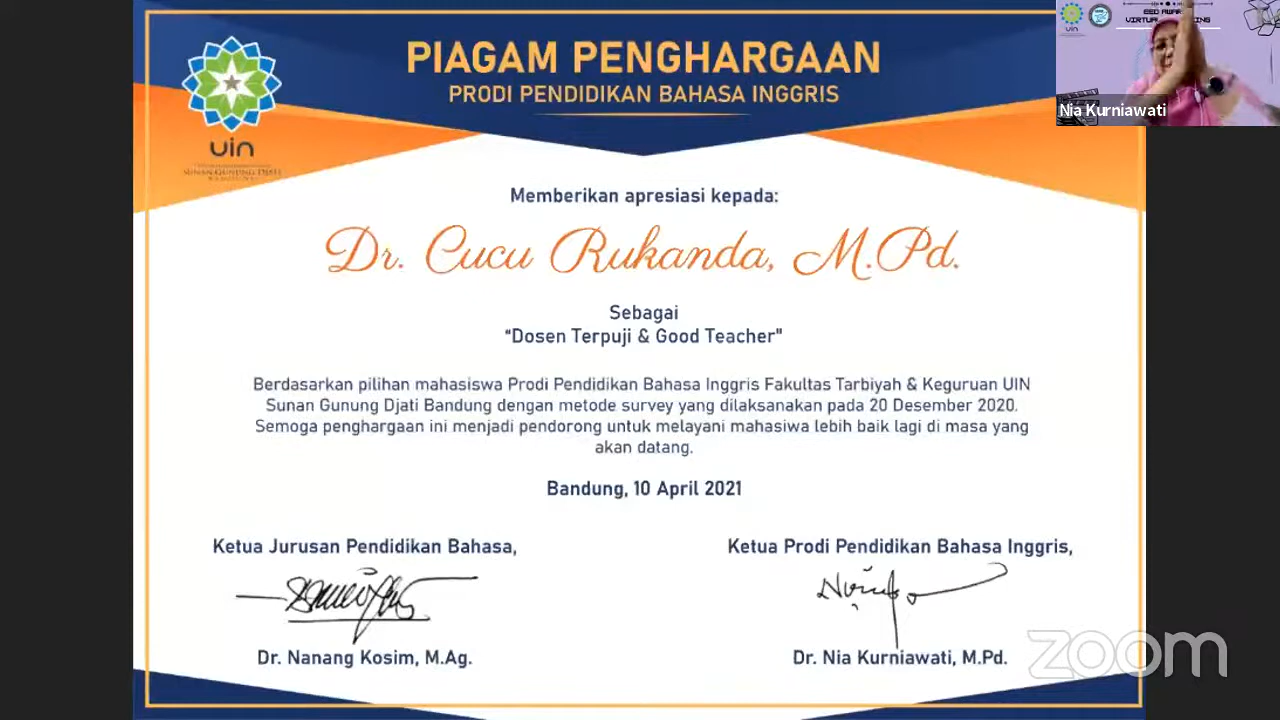 PIAGAM PENGHARGAAN
PRODI PENDIDIKAN BAHASA INGGRIS
uin
SUNAN GUNUNG DJATI
Nia Kurniawati
Memberikan apresiasi kepada:
Dr. Cucu Rukanda, M.Pd.
Sebagai
"Dosen Terpuji & Good Teacher"
Berdasarkan pilihan mahasiswa Prodi Pendidikan Bahasa Inggris Fakultas Tarbiyah & Keguruan UIN
Sunan Gunung Djati Bandung dengan metode survey yang dilaksanakan pada 20 Desember 2020.
Semoga penghargaan ini menjadi pendorong untuk melayani mahasiwa lebih baik lagi di masa yang
akan datang.
Bandung, 10 April 2021
Ketua Jurusan Pendidikan Bahasa,
Ketua Prodi Pendidikan Bahasa Inggris,
Dr. Nanang Kosim, M.Ag.
Dr. Nia Kurniawati, M.Pd.
zoom